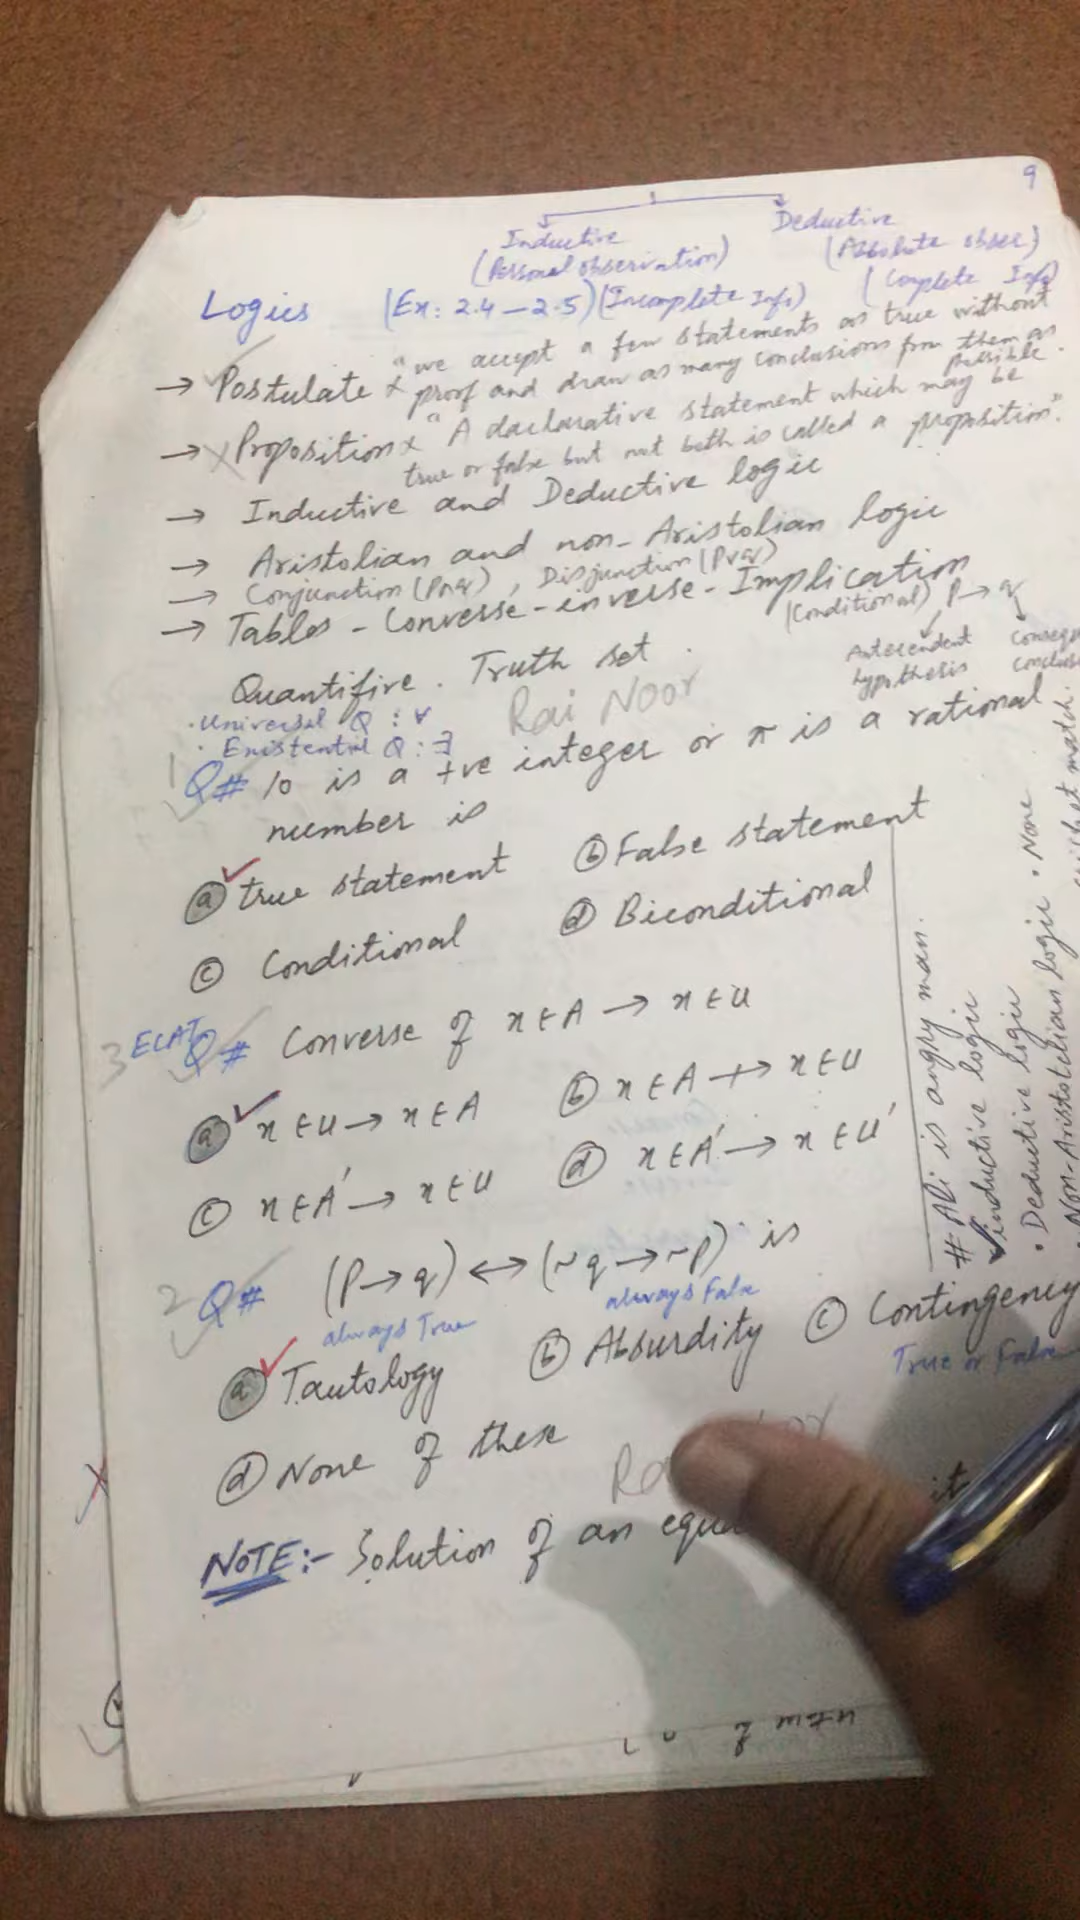 9
Inductive
Deductive
(Personal observation)
(Absolute obser)
Logics (Ex: 2.4 — 2.5) (Incomplete Info)
(Complete Info)
→ Postulate "we accept a few statements as true without
proof and draw as many conclusions from them as
possible.
→ Proposition "A declarative statement which may be
true or false but not both is called a proposition".
→ Inductive and Deductive logic
→ Aristolian and non-Aristolian logic
→ Conjunction (P∧q), Disjunction (P∨q)
→ Tables - Converse - inverse - Implication
(Conditional) P → q
Antecendent
hypothesis
Quantifire. Truth set.
Rai Noor
· Universal Q : ∀
· Existential Q : ∃
1 Q# 10 is a +ve integer or π is a rational
number is
ⓐ true statement ⓑ False statement
ⓒ Conditional ⓓ Biconditional
3 ECAT Q# Converse of x∈A → x∈U
ⓐ x∈U → x∈A ⓑ x∈A ↛ x∈U
ⓒ x∈A' → x∈U ⓓ x∈A' → x∈U'
2 Q# (P→q) ↔ (~q→~p) is
always True
always False
ⓐ Tautology ⓑ Absurdity ⓒ Contingency
True or False
ⓓ None of these
NOTE:- Solution of an
# Ali is angry man.
inductive logic
· Deductive logic · None
· Non-Aristotelian logic
match.